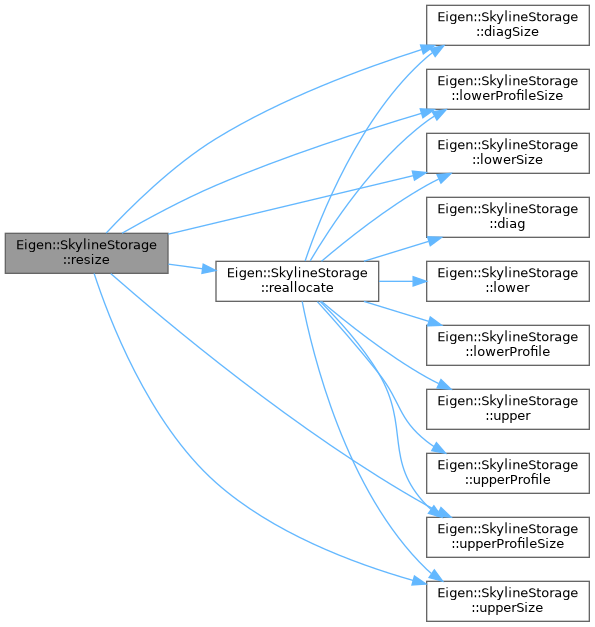 Eigen::SkylineStorage
::resize
Eigen::SkylineStorage
::reallocate
Eigen::SkylineStorage
::diagSize
Eigen::SkylineStorage
::lowerProfileSize
Eigen::SkylineStorage
::lowerSize
Eigen::SkylineStorage
::diag
Eigen::SkylineStorage
::lower
Eigen::SkylineStorage
::lowerProfile
Eigen::SkylineStorage
::upper
Eigen::SkylineStorage
::upperProfile
Eigen::SkylineStorage
::upperProfileSize
Eigen::SkylineStorage
::upperSize